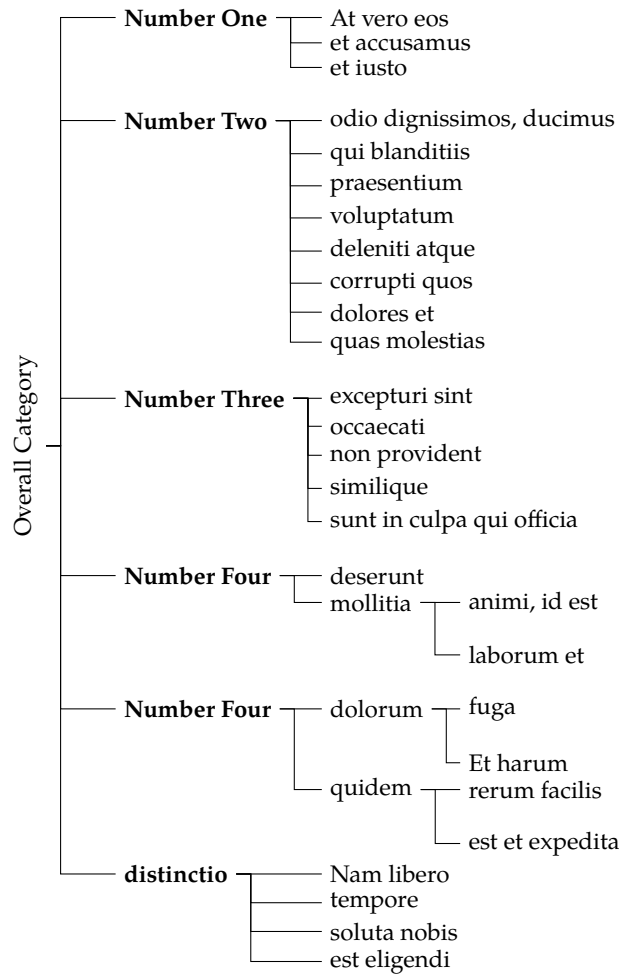 Overall Category
Number One
At vero eos
et accusamus
et iusto
Number Two
odio dignissimos, ducimus
qui blanditiis
praesentium
voluptatum
deleniti atque
corrupti quos
dolores et
quas molestias
Number Three
excepturi sint
occaecati
non provident
similique
sunt in culpa qui officia
Number Four
deserunt
mollitia
animi, id est
laborum et
Number Four
dolorum
fuga
Et harum
quidem
rerum facilis
est et expedita
distinctio
Nam libero
tempore
soluta nobis
est eligendi